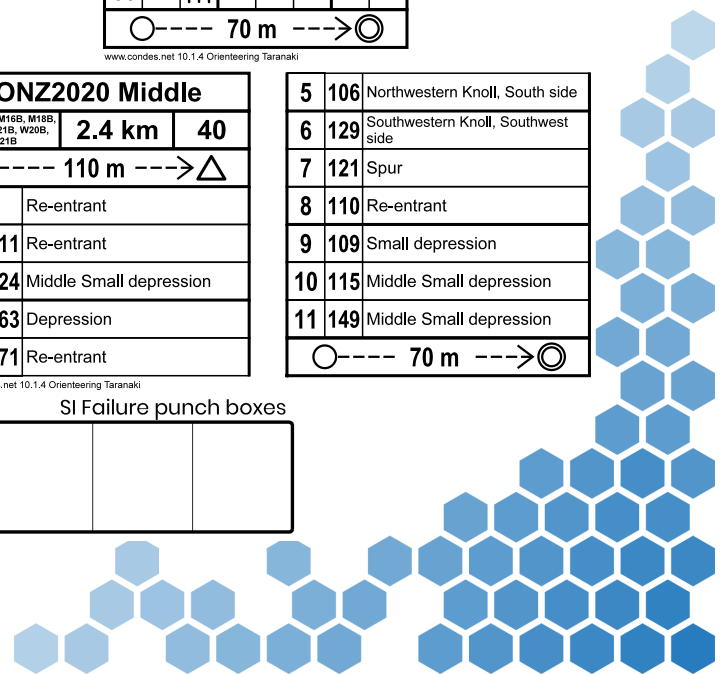 70 m
www.condes.net 10.1.4 Orienteering Taranaki
ONZ2020 Middle
M16B, M18B,
21B, W20B,
21B
2.4 km 40
110 m
Re-entrant
11 Re-entrant
24 Middle Small depression
63 Depression
71 Re-entrant
.net 10.1.4 Orienteering Taranaki
5 106 Northwestern Knoll, South side
6 129 Southwestern Knoll, Southwest
side
7 121 Spur
8 110 Re-entrant
9 109 Small depression
10 115 Middle Small depression
11 149 Middle Small depression
70 m
SI Failure punch boxes